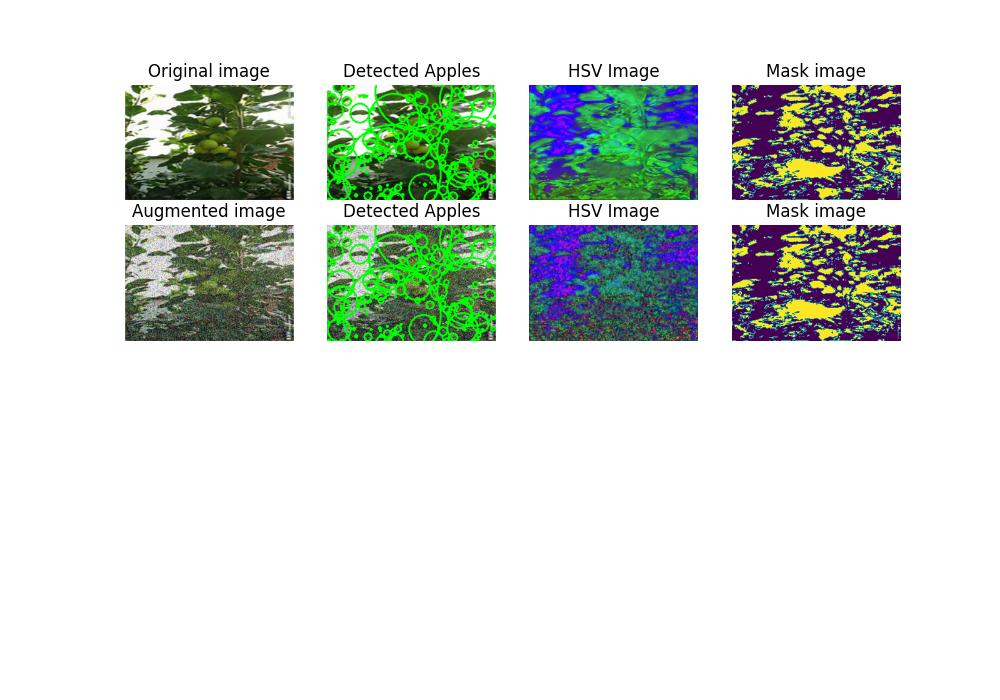 Original image
Detected Apples
HSV Image
Mask image
Augmented image
Detected Apples
HSV Image
Mask image